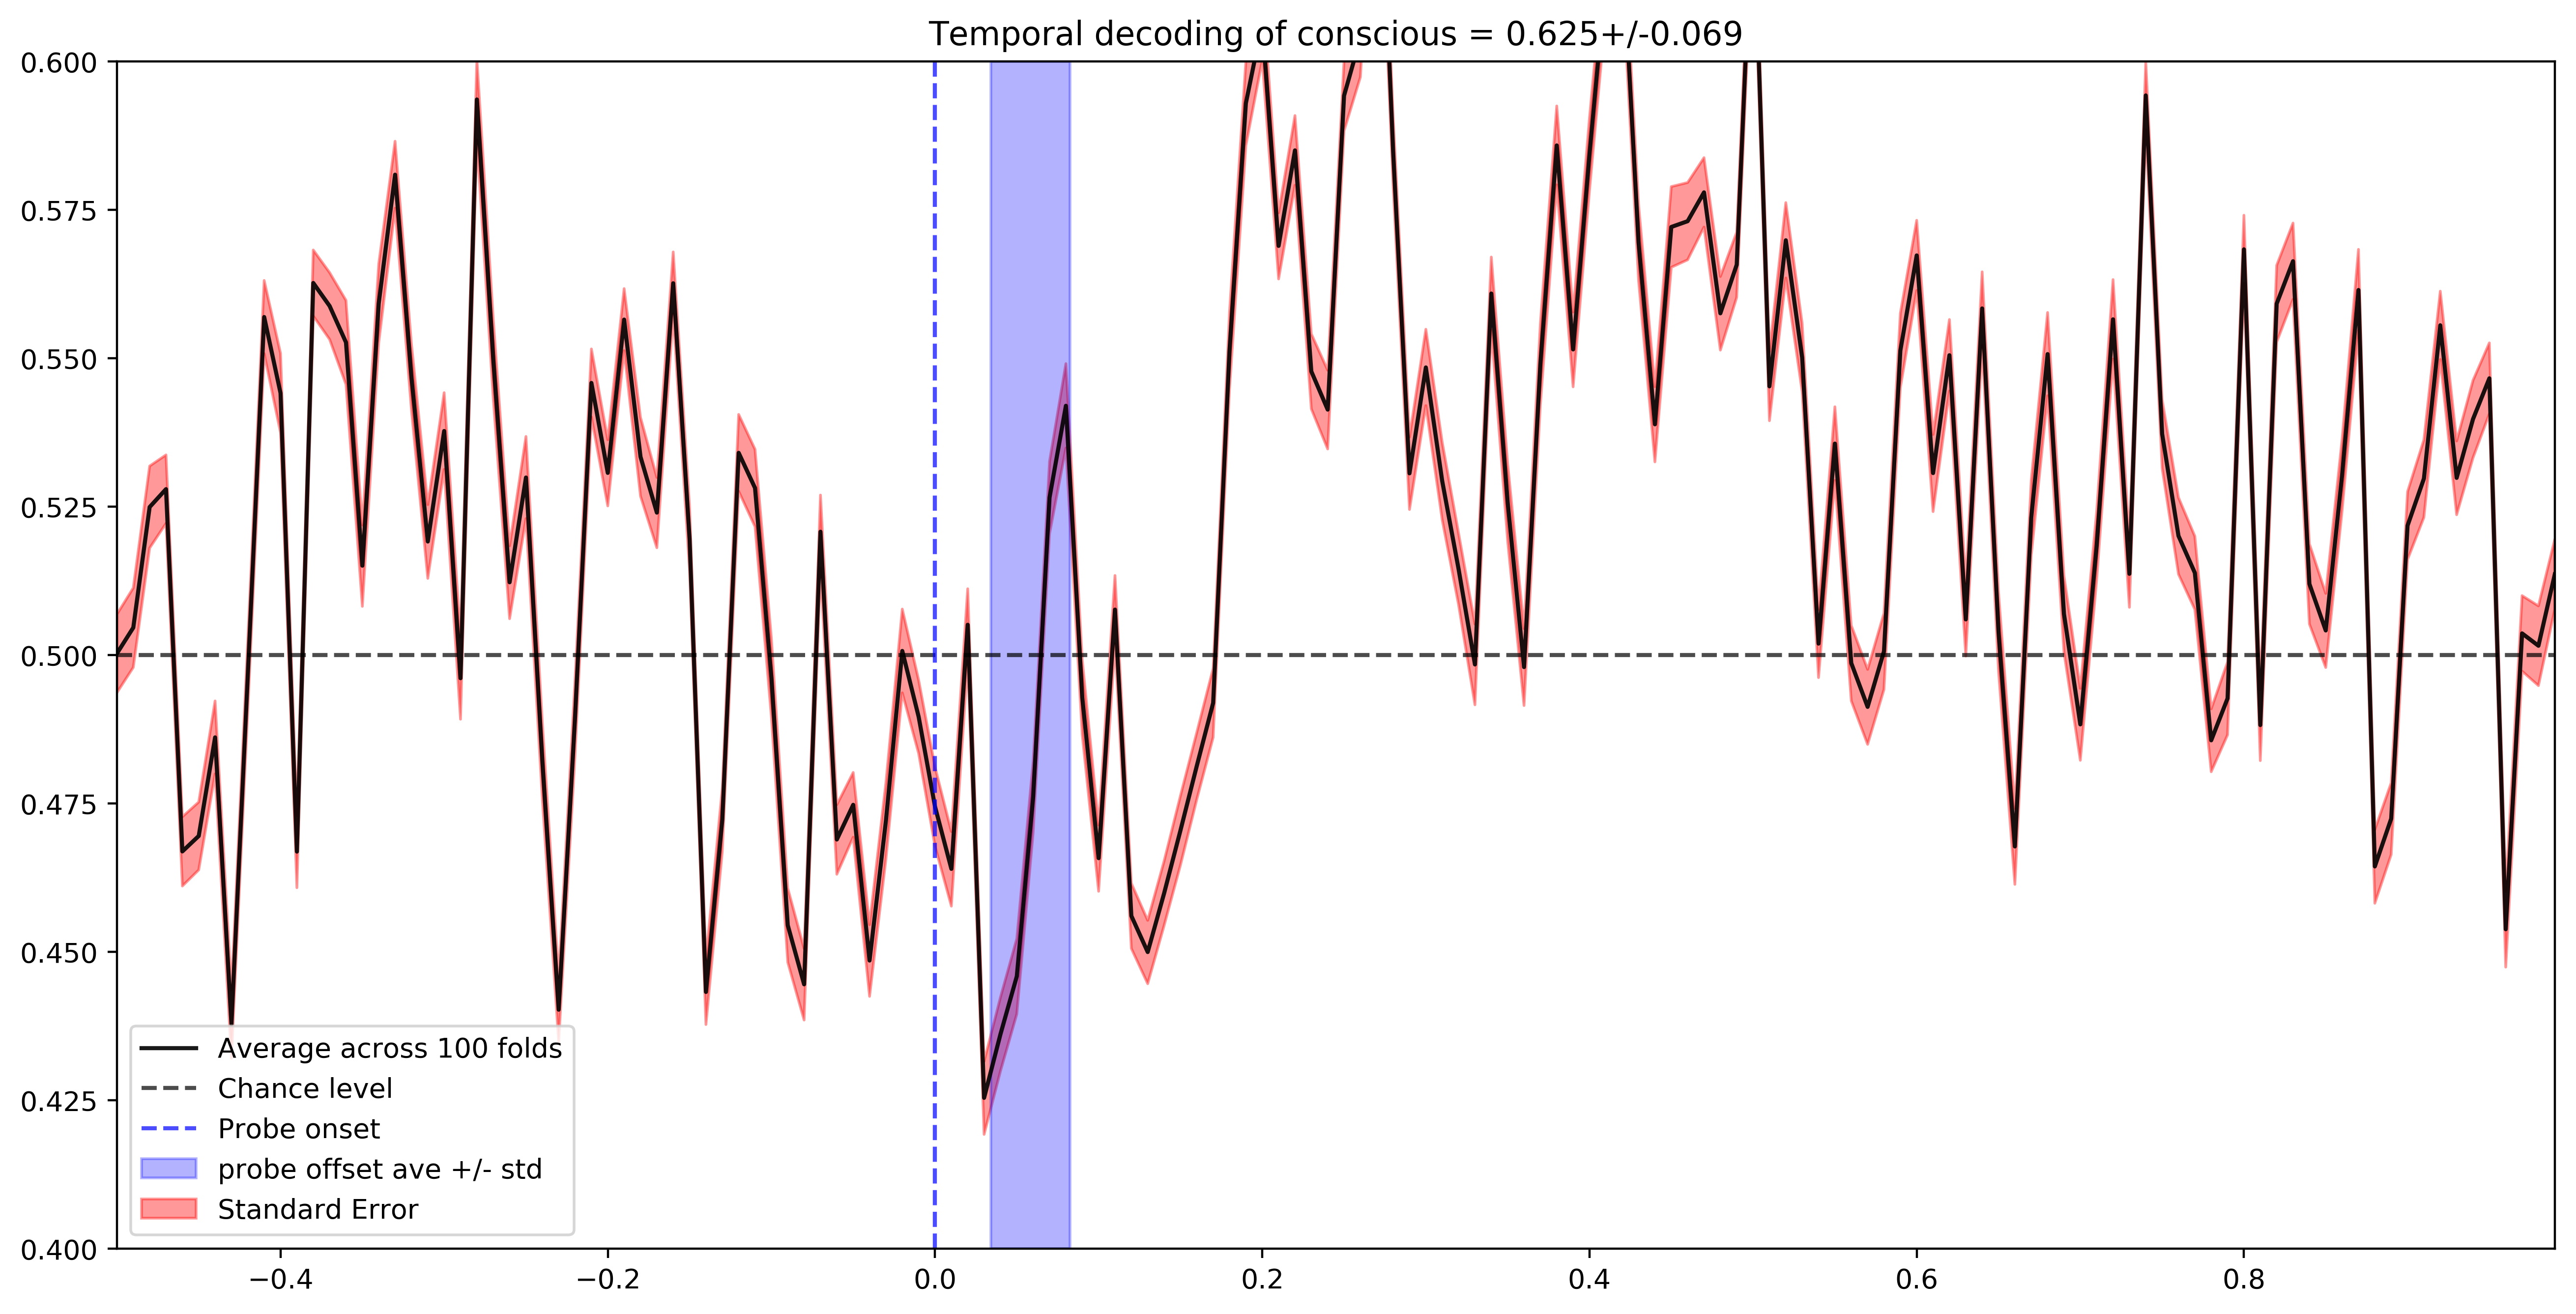 Temporal decoding of conscious = 0.625+/-0.069
0.600
0.575
0.550
0.525
0.500
0.475
0.450
0.425
0.400
Average across 100 folds
Chance level
Probe onset
probe offset ave +/- std
Standard Error
−0.4
−0.2
0.0
0.2
0.4
0.6
0.8